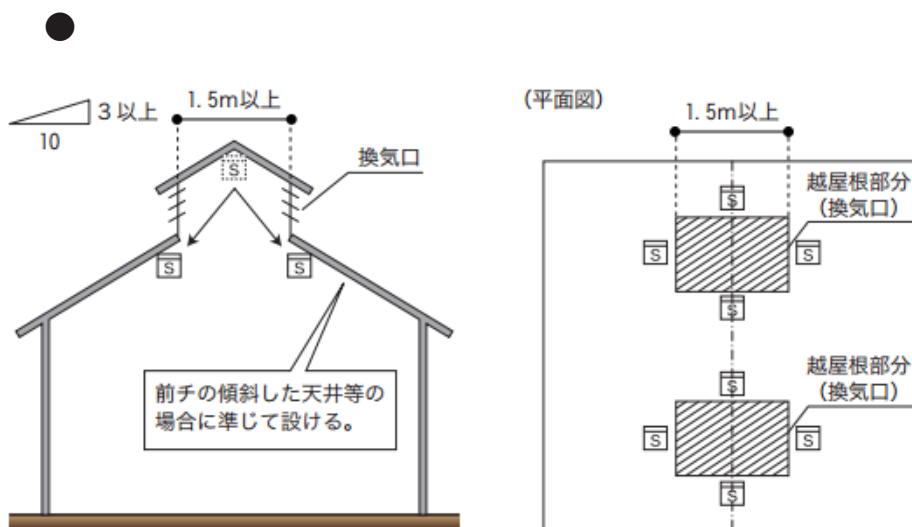 3以上
10
1. 5m以上
S
換気口
S
S
前チの傾斜した天井等の
場合に準じて設ける。
(平面図)
1. 5m以上
S
越屋根部分
(換気口)
S
S
S
S
越屋根部分
(換気口)
S
S
S